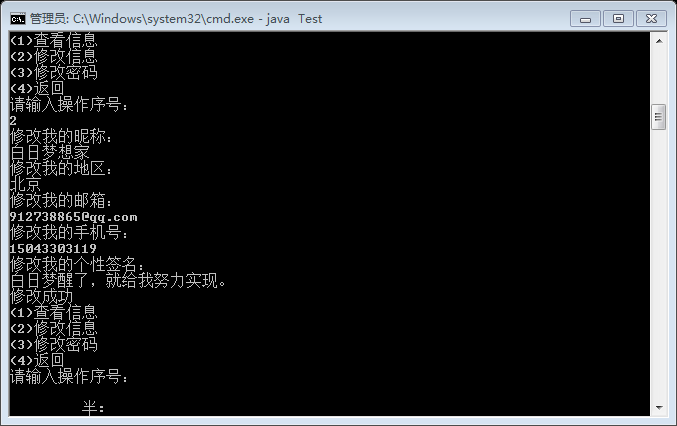 管理员: C:\Windows\system32\cmd.exe - java  Test
(1)查看信息
(2)修改信息
(3)修改密码
(4)返回
请输入操作序号：
2
修改我的昵称：
白日梦想家
修改我的地区：
北京
修改我的邮箱：
912738865@qq.com
修改我的手机号：
15043303119
修改我的个性签名：
白日梦醒了，就给我努力实现。
修改成功
(1)查看信息
(2)修改信息
(3)修改密码
(4)返回
请输入操作序号：
半：